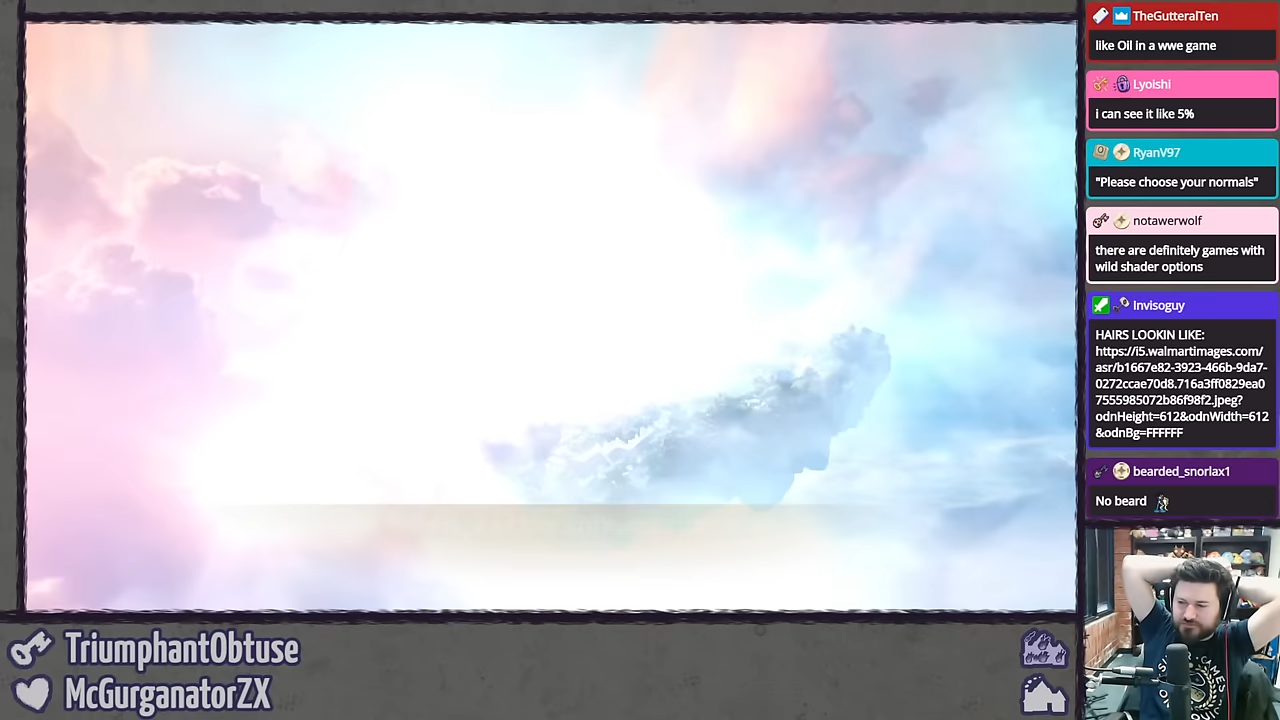 TheGutteralTen
like Oil in a wwe game
Lyoishi
i can see it like 5%
RyanV97
"Please choose your normals"
notawerwolf
there are definitely games with
wild shader options
Invisoguy
HAIRS LOOKIN LIKE:
https://i5.walmartimages.com/
asr/b1667e82-3923-466b-9da7-
0272ccae70d8.716a3ff0829ea0
7555985072b86f98f2.jpeg?
odnHeight=612&odnWidth=612
&odnBg=FFFFFF
bearded_snorlax1
No beard
TriumphantObtuse
McGurganatorZX